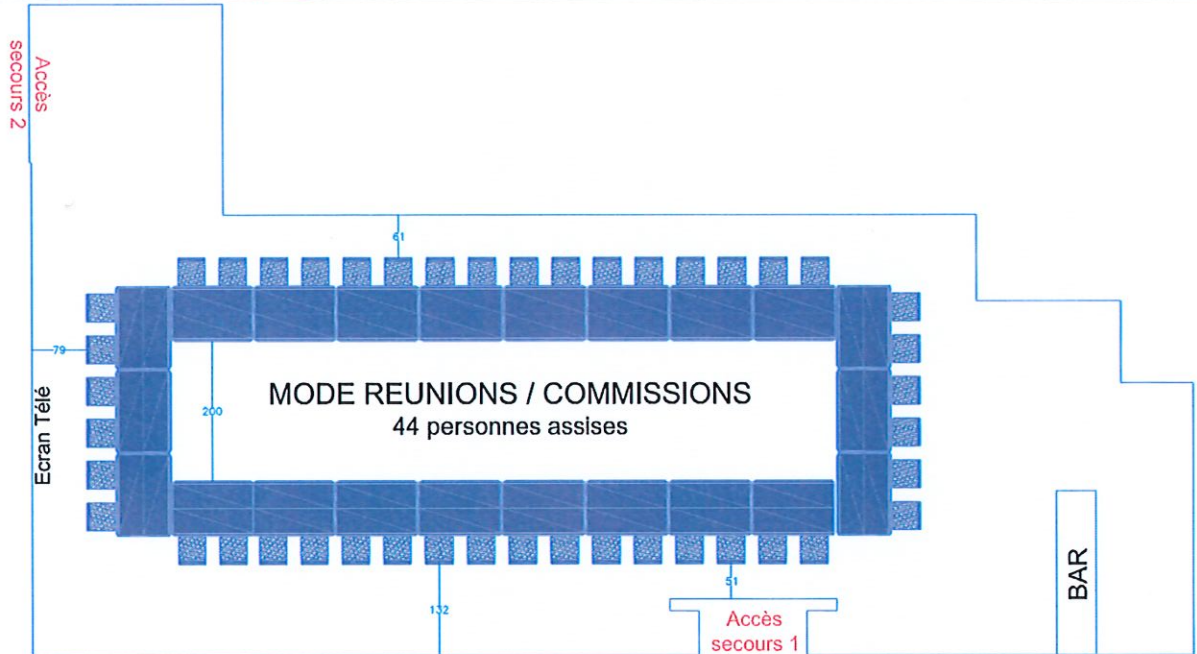 Accès
secours 2
61
79
Ecran Télé
200
MODE REUNIONS / COMMISSIONS
44 personnes assises
132
51
Accès
secours 1
BAR